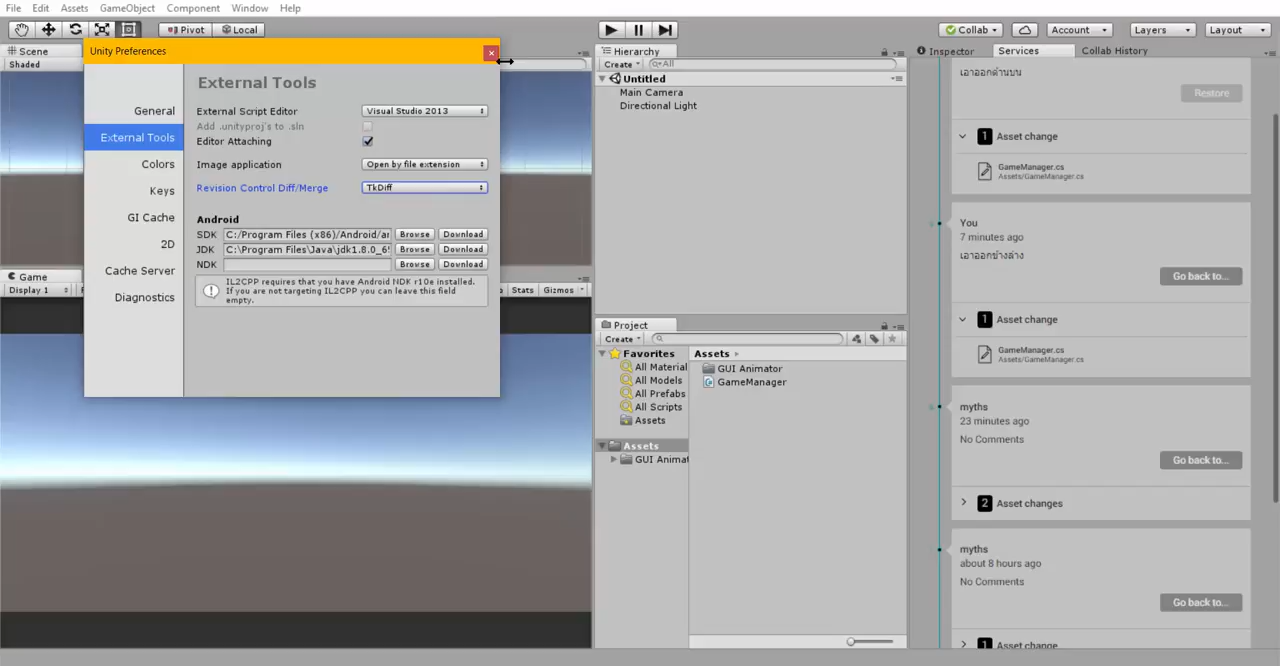 File Edit Assets GameObject Component Window Help
Pivot Local
Collab Account Layers Layout
Scene
Shaded
Unity Preferences
General
External Tools
Colors
Keys
GI Cache
2D
Cache Server
Diagnostics
External Tools
External Script Editor Visual Studio 2013
Add .unityproj's to .sln
Editor Attaching
Image application Open by file extension
Revision Control Diff/Merge TkDiff
Android
SDK C:/Program Files (x86)/Android/ar Browse Download
JDK C:\Program Files\Java\jdk1.8.0_6! Browse Download
NDK Browse Download
IL2CPP requires that you have Android NDK r10e installed.
If you are not targeting IL2CPP you can leave this field
empty.
Game
Display 1
Stats Gizmos
Hierarchy
Create All
Untitled
Main Camera
Directional Light
Project
Create
Favorites
All Material
All Models
All Prefabs
All Scripts
Assets
Assets
GUI Animat
Assets
GUI Animator
GameManager
Inspector Services Collab History
เอาออกด้านบน
Restore
1 Asset change
GameManager.cs
Assets/GameManager.cs
You
7 minutes ago
เอาออกข้างล่าง
Go back to...
1 Asset change
GameManager.cs
Assets/GameManager.cs
myths
23 minutes ago
No Comments
Go back to...
2 Asset changes
myths
about 8 hours ago
No Comments
Go back to...
1 Asset change